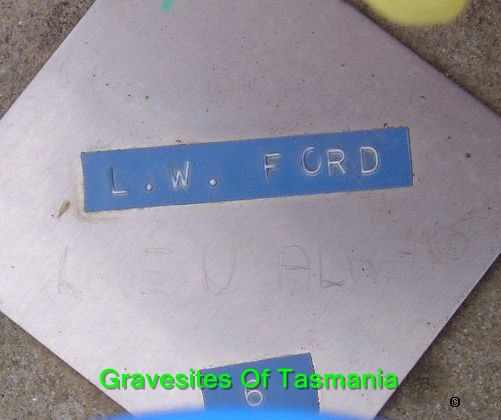 L.W. FORD
Gravesites Of Tasmania
6
©